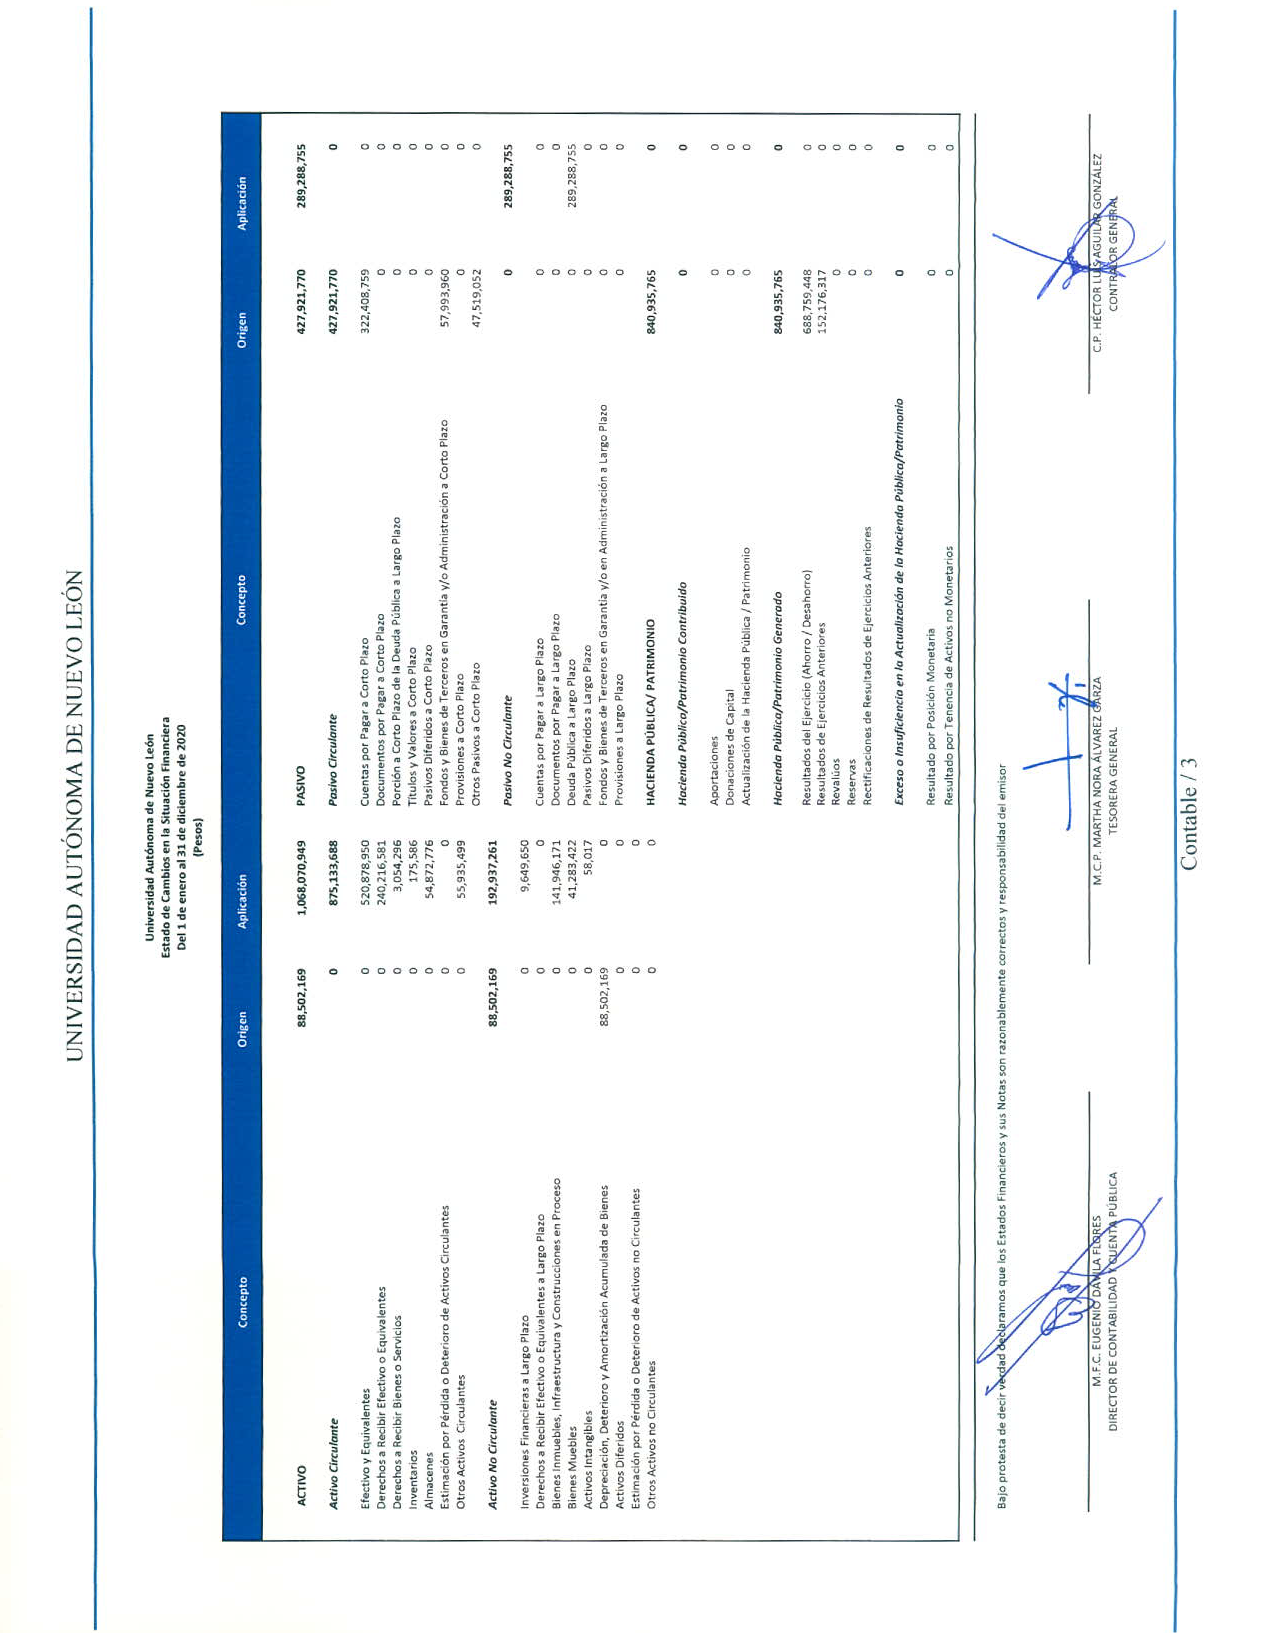 UNIVERSIDAD AUTÓNOMA DE NUEVO LEÓN
Universidad Autónoma de Nuevo León
Estado de Cambios en la Situación Financiera
Del 1 de enero al 31 de diciembre de 2020
(Pesos)
Concepto Origen Aplicación Concepto Origen Aplicación
ACTIVO 88,502,169 1,068,070,949 PASIVO 427,921,770 289,288,755
Activo Circulante 0 875,133,688 Pasivo Circulante 427,921,770 0
Efectivo y Equivalentes 0 520,878,950 Cuentas por Pagar a Corto Plazo 322,408,759 0
Derechos a Recibir Efectivo o Equivalentes 0 240,216,581 Documentos por Pagar a Corto Plazo 0 0
Derechos a Recibir Bienes o Servicios 0 3,054,296 Porción a Corto Plazo de la Deuda Pública a Largo Plazo 0 0
Inventarios 0 175,586 Títulos y Valores a Corto Plazo 0 0
Almacenes 0 54,872,776 Pasivos Diferidos a Corto Plazo 0 0
Estimación por Pérdida o Deterioro de Activos Circulantes 0 0 Fondos y Bienes de Terceros en Garantía y/o Administración a Corto Plazo 57,993,960 0
Otros Activos Circulantes 0 55,935,499 Provisiones a Corto Plazo 0 0
Otros Pasivos a Corto Plazo 47,519,052 0
Activo No Circulante 88,502,169 192,937,261
Pasivo No Circulante 0 289,288,755
Inversiones Financieras a Largo Plazo 0 9,649,650
Derechos a Recibir Efectivo o Equivalentes a Largo Plazo 0 0 Cuentas por Pagar a Largo Plazo 0 0
Bienes Inmuebles, Infraestructura y Construcciones en Proceso 0 141,946,171 Documentos por Pagar a Largo Plazo 0 0
Bienes Muebles 0 41,283,422 Deuda Pública a Largo Plazo 0 289,288,755
Activos Intangibles 0 58,017 Pasivos Diferidos a Largo Plazo 0 0
Depreciación, Deterioro y Amortización Acumulada de Bienes 88,502,169 0 Fondos y Bienes de Terceros en Garantía y/o en Administración a Largo Plazo 0 0
Activos Diferidos 0 0 Provisiones a Largo Plazo 0 0
Estimación por Pérdida o Deterioro de Activos no Circulantes 0 0
Otros Activos no Circulantes 0 0 HACIENDA PÚBLICA/ PATRIMONIO 840,935,765 0
Hacienda Público/Patrimonio Contribuido 0 0
Aportaciones 0 0
Donaciones de Capital 0 0
Actualización de la Hacienda Pública / Patrimonio 0 0
Hacienda Público/Patrimonio Generado 840,935,765 0
Resultados del Ejercicio (Ahorro / Desahorro) 688,759,448 0
Resultados de Ejercicios Anteriores 152,176,317 0
Revalúos 0 0
Reservas 0 0
Rectificaciones de Resultados de Ejercicios Anteriores 0 0
Exceso o Insuficiencia en la Actualización de la Hacienda Pública/Patrimonio 0 0
Resultado por Posición Monetaria 0 0
Resultado por Tenencia de Activos no Monetarios 0 0
Bajo protesta de decir verdad declaramos que los Estados Financieros y sus Notas son razonablemente correctos y responsabilidad del emisor
M.F.C. EUGENIO DÁVILA FLORES
DIRECTOR DE CONTABILIDAD Y CUENTA PÚBLICA
M.C.P. MARTHA NORA ÁLVAREZ GARZA
TESORERA GENERAL
C.P. HÉCTOR LUIS AGUILAR GONZÁLEZ
CONTRALOR GENERAL
Contable / 3